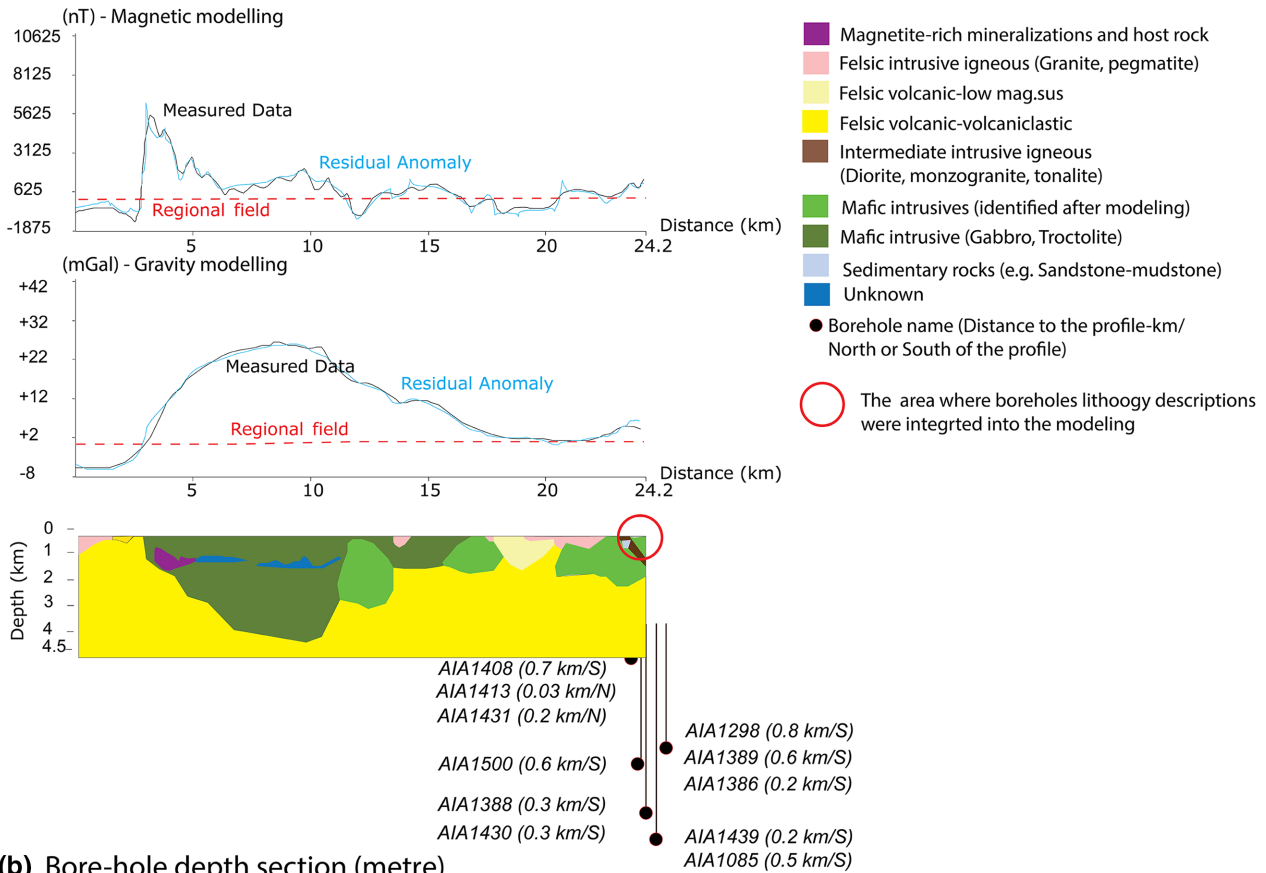 (nT) - Magnetic modelling
10625
8125
5625
3125
625
-1875
Measured Data
Residual Anomaly
Regional field
Distance (km)
5
10
15
20
24.2
(mGal) - Gravity modelling
+42
+32
+22
+12
+2
-8
Measured Data
Residual Anomaly
Regional field
Distance (km)
5
10
15
20
24.2
Depth (km)
0
1
2
3
4
4.5
AIA1408 (0.7 km/S)
AIA1413 (0.03 km/N)
AIA1431 (0.2 km/N)
AIA1500 (0.6 km/S)
AIA1388 (0.3 km/S)
AIA1430 (0.3 km/S)
AIA1298 (0.8 km/S)
AIA1389 (0.6 km/S)
AIA1386 (0.2 km/S)
AIA1439 (0.2 km/S)
AIA1085 (0.5 km/S)
Magnetite-rich mineralizations and host rock
Felsic intrusive igneous (Granite, pegmatite)
Felsic volcanic-low mag.sus
Felsic volcanic-volcaniclastic
Intermediate intrusive igneous
(Diorite, monzogranite, tonalite)
Mafic intrusives (identified after modeling)
Mafic intrusive (Gabbro, Troctolite)
Sedimentary rocks (e.g. Sandstone-mudstone)
Unknown
Borehole name (Distance to the profile-km/
North or South of the profile)
The area where boreholes lithoogy descriptions
were integrted into the modeling
(b) Bore-hole depth section (metre)